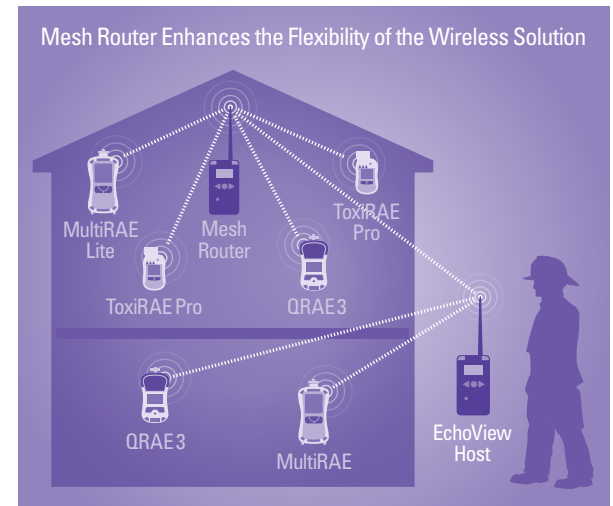 Mesh Router Enhances the Flexibility of the Wireless Solution
MultiRAE
Lite
Mesh
Router
ToxiRAE
Pro
ToxiRAE Pro
QRAE 3
QRAE 3
MultiRAE
EchoView
Host